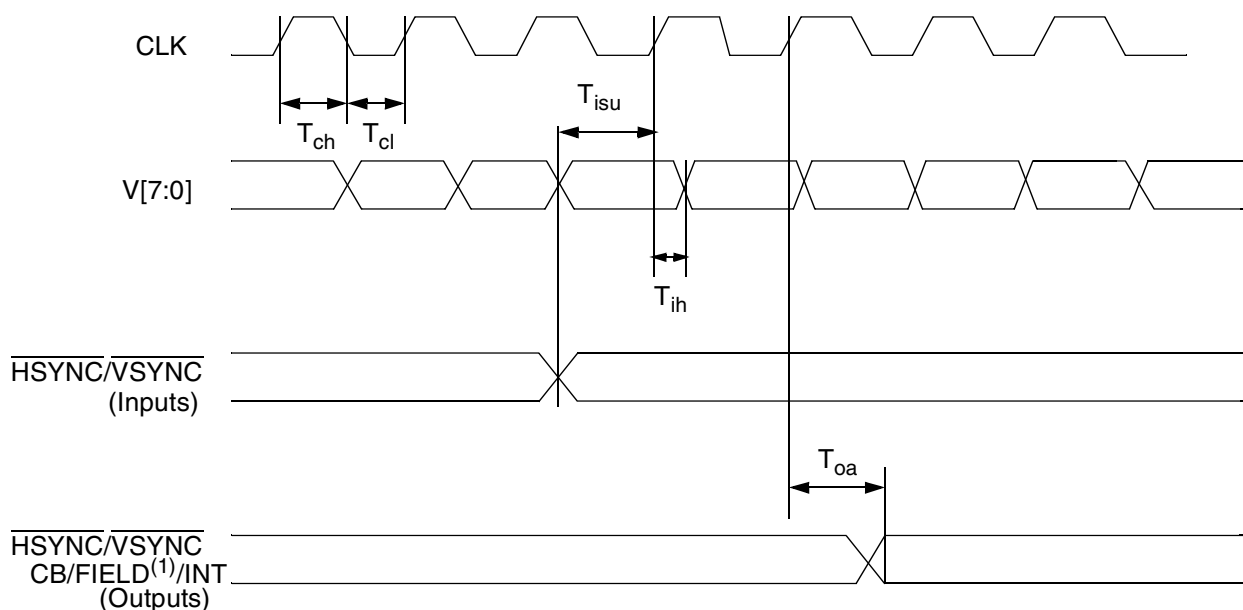 CLK
T_isu
T_ch
T_cl
V[7:0]
T_ih
HSYNC/VSYNC
(Inputs)
T_oa
HSYNC/VSYNC
CB/FIELD(1)/INT
(Outputs)